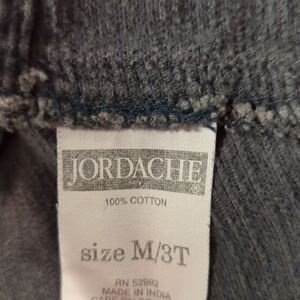 JORDACHE
100% COTTON
size M/3T
RN 52992
MADE IN INDIA